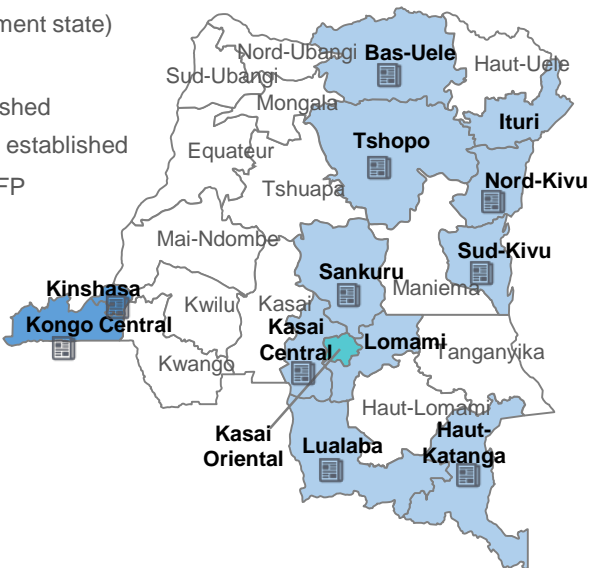 ment state)
shed
established
FP
Nord-Ubangi
Bas-Uele
Haut-Uele
Sud-Ubangi
Mongala
Ituri
Equateur
Tshopo
Tshuapa
Nord-Kivu
Mai-Ndombe
Sankuru
Sud-Kivu
Maniema
Kinshasa
Kwilu
Kasai
Kongo Central
Kasai
Central
Lomami
Tanganyika
Kwango
Haut-Lomami
Kasai
Oriental
Lualaba
Haut-
Katanga